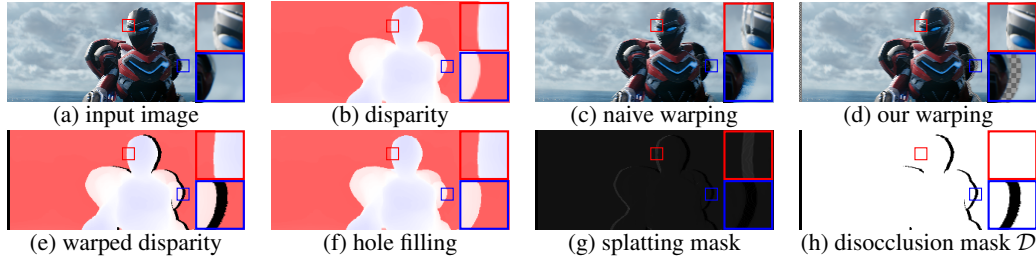 (a) input image
(b) disparity
(c) naive warping
(d) our warping
(e) warped disparity
(f) hole filling
(g) splatting mask
(h) disocclusion mask 𝒟